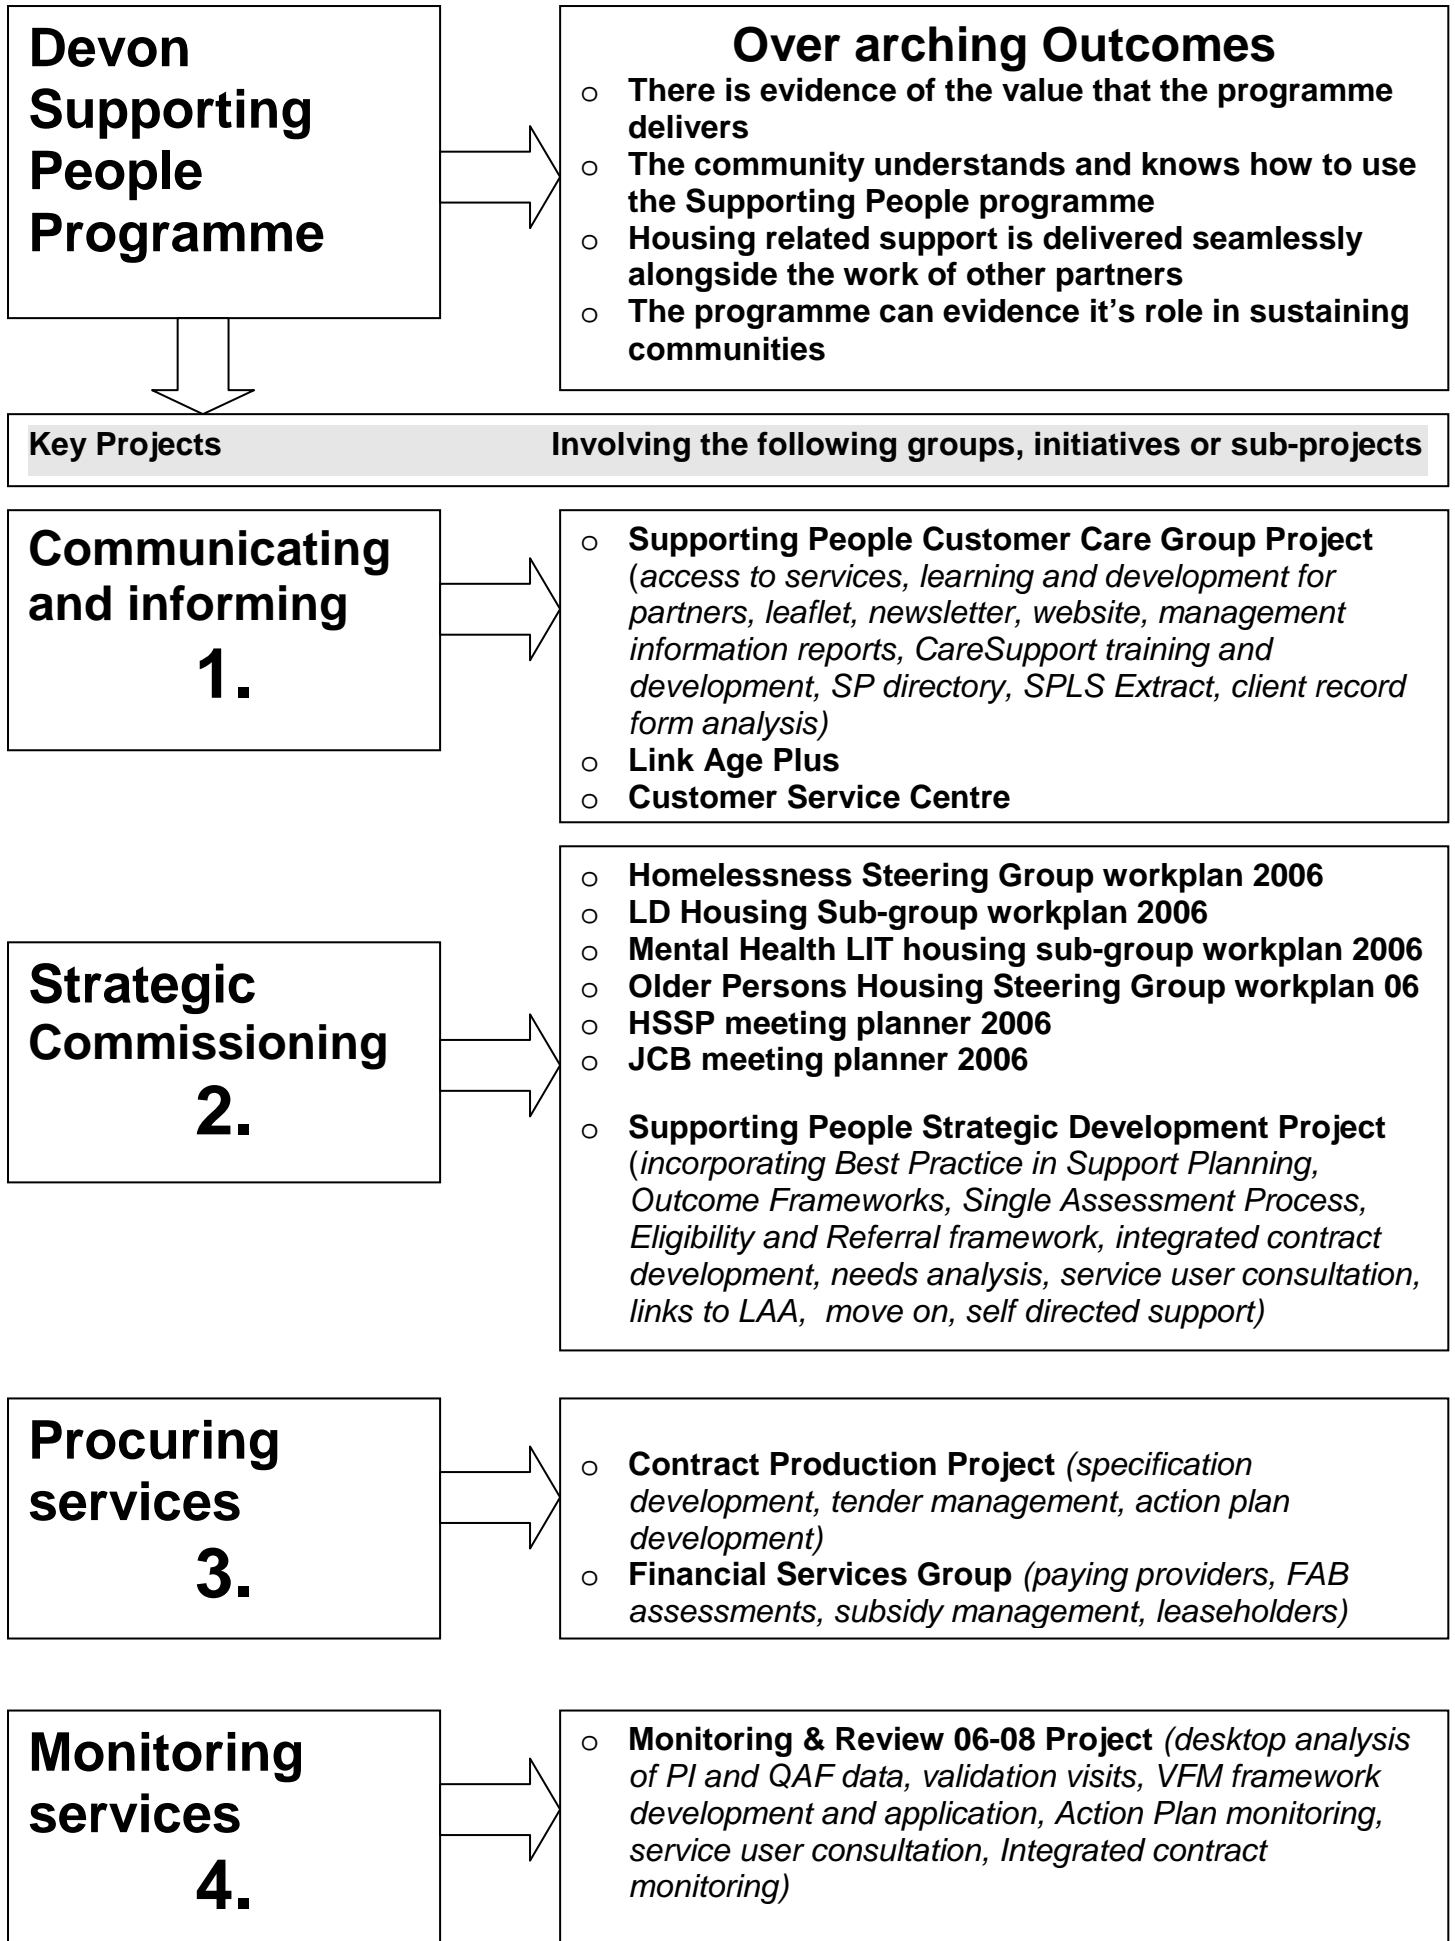 Devon
Supporting
People
Programme
Over arching Outcomes
o There is evidence of the value that the programme
delivers
o The community understands and knows how to use
the Supporting People programme
o Housing related support is delivered seamlessly
alongside the work of other partners
o The programme can evidence it’s role in sustaining
communities
Key Projects Involving the following groups, initiatives or sub-projects
Communicating
and informing
1.
o Supporting People Customer Care Group Project
(access to services, learning and development for
partners, leaflet, newsletter, website, management
information reports, CareSupport training and
development, SP directory, SPLS Extract, client record
form analysis)
o Link Age Plus
o Customer Service Centre
Strategic
Commissioning
2.
o Homelessness Steering Group workplan 2006
o LD Housing Sub-group workplan 2006
o Mental Health LIT housing sub-group workplan 2006
o Older Persons Housing Steering Group workplan 06
o HSSP meeting planner 2006
o JCB meeting planner 2006
o Supporting People Strategic Development Project
(incorporating Best Practice in Support Planning,
Outcome Frameworks, Single Assessment Process,
Eligibility and Referral framework, integrated contract
development, needs analysis, service user consultation,
links to LAA, move on, self directed support)
Procuring
services
3.
o Contract Production Project (specification
development, tender management, action plan
development)
o Financial Services Group (paying providers, FAB
assessments, subsidy management, leaseholders)
Monitoring
services
4.
o Monitoring & Review 06-08 Project (desktop analysis
of PI and QAF data, validation visits, VFM framework
development and application, Action Plan monitoring,
service user consultation, Integrated contract
monitoring)